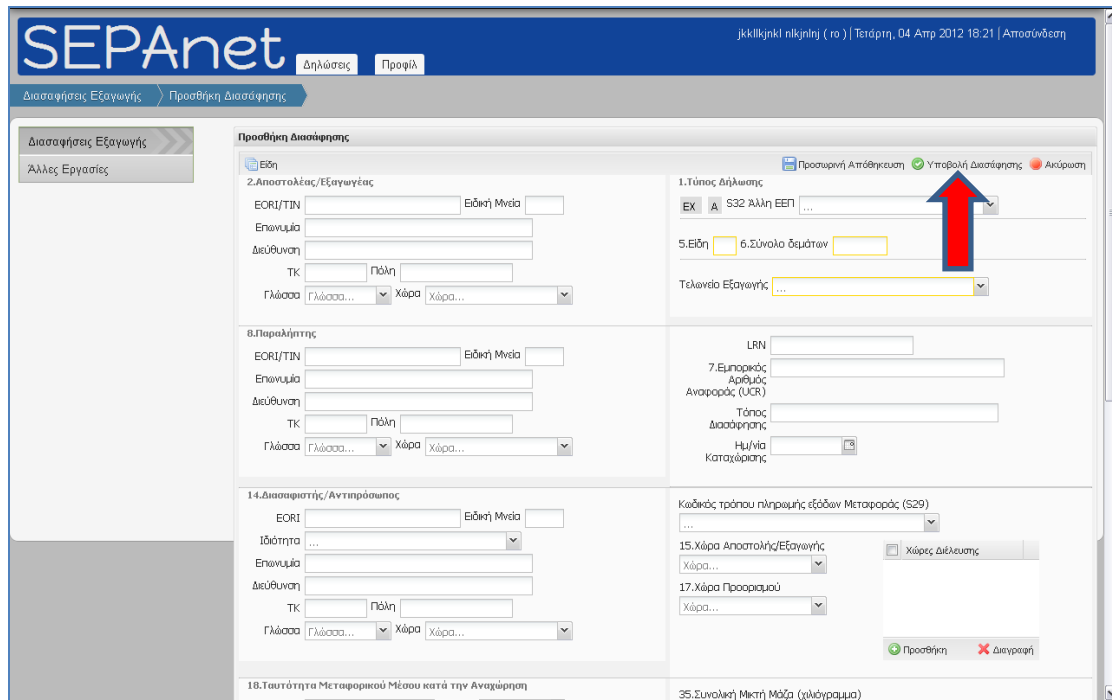 SEPAnet
jkkllkjnkl nlkjnlnj ( ro ) | Τετάρτη, 04 Απρ 2012 18:21 | Αποσύνδεση
Δηλώσεις Προφίλ
Διασαφήσεις Εξαγωγής Προσθήκη Διασάφησης
Διασαφήσεις Εξαγωγής
Άλλες Εργασίες
Προσθήκη Διασάφησης
Είδη Προσωρινή Απόθηκευση Υποβολή Διασάφησης Ακύρωση
2.Αποστολέας/Εξαγωγέας
EORI/TIN Ειδική Μνεία
Επωνυμία
Διεύθυνση
ΤΚ Πόλη
Γλώσσα Γλώσσα... Χώρα Χώρα...
1.Τύπος Δήλωσης
EX A S32 Άλλη ΕΕΠ ...
5.Είδη 6.Σύνολο δεμάτων
Τελωνείο Εξαγωγής ...
8.Παραλήπτης
EORI/TIN Ειδική Μνεία
Επωνυμία
Διεύθυνση
ΤΚ Πόλη
Γλώσσα Γλώσσα... Χώρα Χώρα...
LRN
7.Εμπορικός
Αριθμός
Αναφοράς (UCR)
Τόπος
Διασάφησης
Ημ/νία
Καταχώρισης
14.Διασαφιστής/Αντιπρόσωπος
EORI Ειδική Μνεία
Ιδιότητα ...
Επωνυμία
Διεύθυνση
ΤΚ Πόλη
Γλώσσα Γλώσσα... Χώρα Χώρα...
Κωδικός τρόπου πληρωμής εξόδων Μεταφοράς (S29)
...
15.Χώρα Αποστολής/Εξαγωγής
Χώρα...
17.Χώρα Προορισμού
Χώρα...
Χώρες Διέλευσης
Προσθήκη Διαγραφή
18.Ταυτότητα Μεταφορικού Μέσου κατά την Αναχώρηση
35.Συνολική Μικτή Μάζα (χιλιόγραμμα)